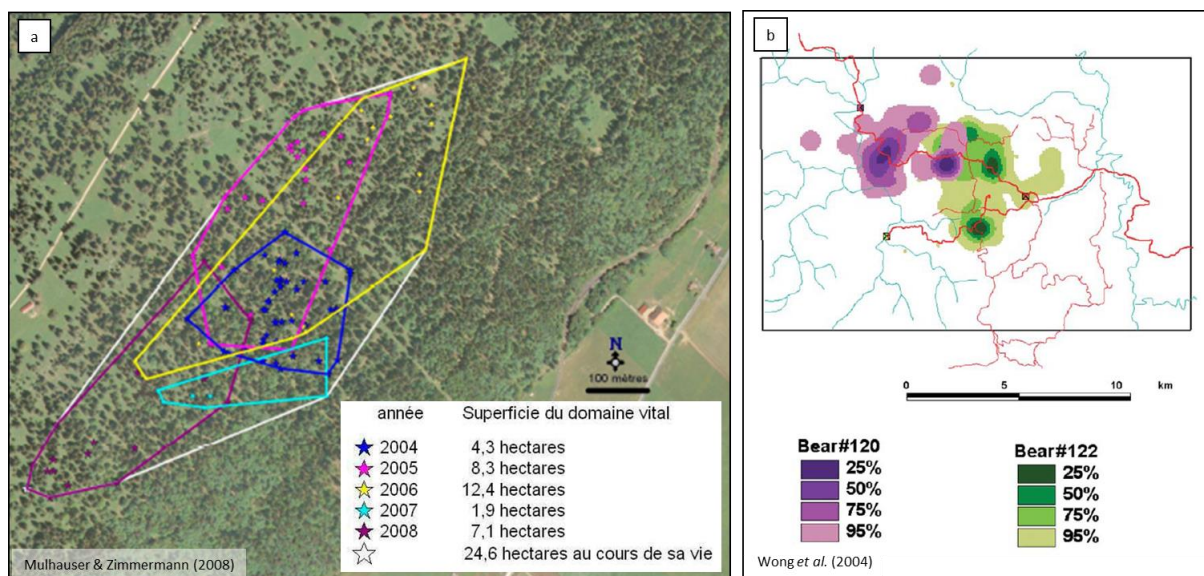 a
N
100 mètres
année Superficie du domaine vital
2004 4,3 hectares
2005 8,3 hectares
2006 12,4 hectares
2007 1,9 hectares
2008 7,1 hectares
24,6 hectares au cours de sa vie
Mulhauser & Zimmermann (2008)
b
0 5 10 km
Bear#120
25%
50%
75%
95%
Bear#122
25%
50%
75%
95%
Wong et al. (2004)